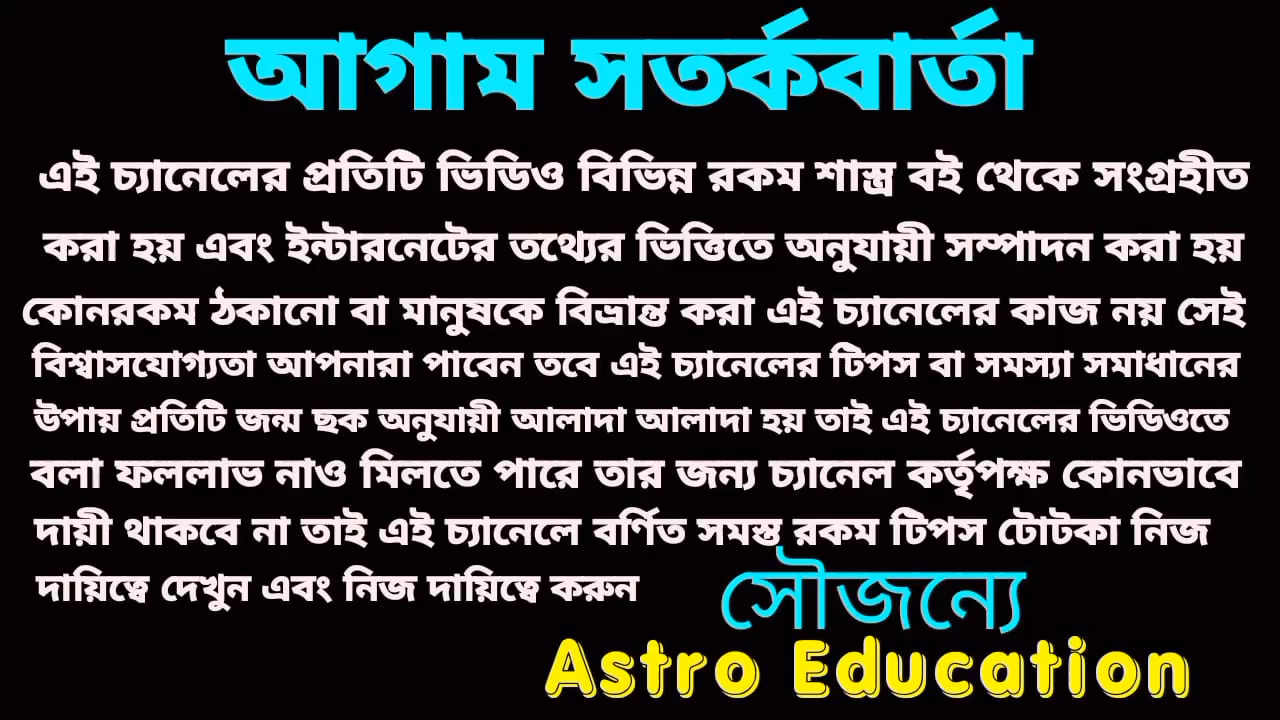 আগাম সতর্কবার্তা
এই চ্যানেলের প্রতিটি ভিডিও বিভিন্ন রকম শাস্ত্র বই থেকে সংগ্রহীত
করা হয় এবং ইন্টারনেটের তথ্যের ভিত্তিতে অনুযায়ী সম্পাদন করা হয়
কোনরকম ঠকানো বা মানুষকে বিভ্রান্ত করা এই চ্যানেলের কাজ নয় সেই
বিশ্বাসযোগ্যতা আপনারা পাবেন তবে এই চ্যানেলের টিপস বা সমস্যা সমাধানের
উপায় প্রতিটি জন্ম ছক অনুযায়ী আলাদা আলাদা হয় তাই এই চ্যানেলের ভিডিওতে
বলা ফললাভ নাও মিলতে পারে তার জন্য চ্যানেল কর্তৃপক্ষ কোনভাবে
দায়ী থাকবে না তাই এই চ্যানেলে বর্ণিত সমস্ত রকম টিপস টোটকা নিজ
দায়িত্বে দেখুন এবং নিজ দায়িত্বে করুন
সৌজন্যে
Astro Education